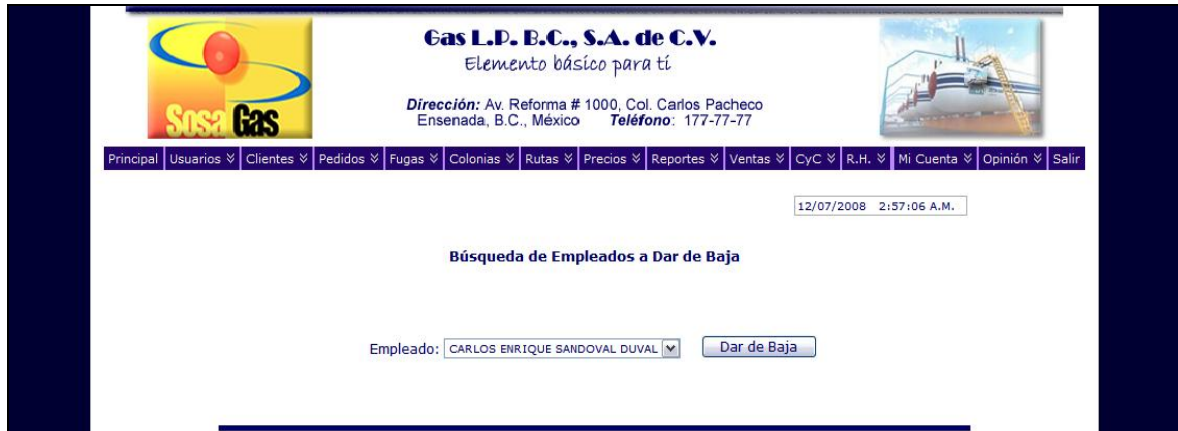 Sosa Gas
Gas L.P. B.C., S.A. de C.V.
Elemento básico para tí
Dirección: Av. Reforma # 1000, Col. Carlos Pacheco
Ensenada, B.C., México Teléfono: 177-77-77
Principal Usuarios Clientes Pedidos Fugas Colonias Rutas Precios Reportes Ventas CyC R.H. Mi Cuenta Opinión Salir
12/07/2008 2:57:06 A.M.
Búsqueda de Empleados a Dar de Baja
Empleado: CARLOS ENRIQUE SANDOVAL DUVAL Dar de Baja